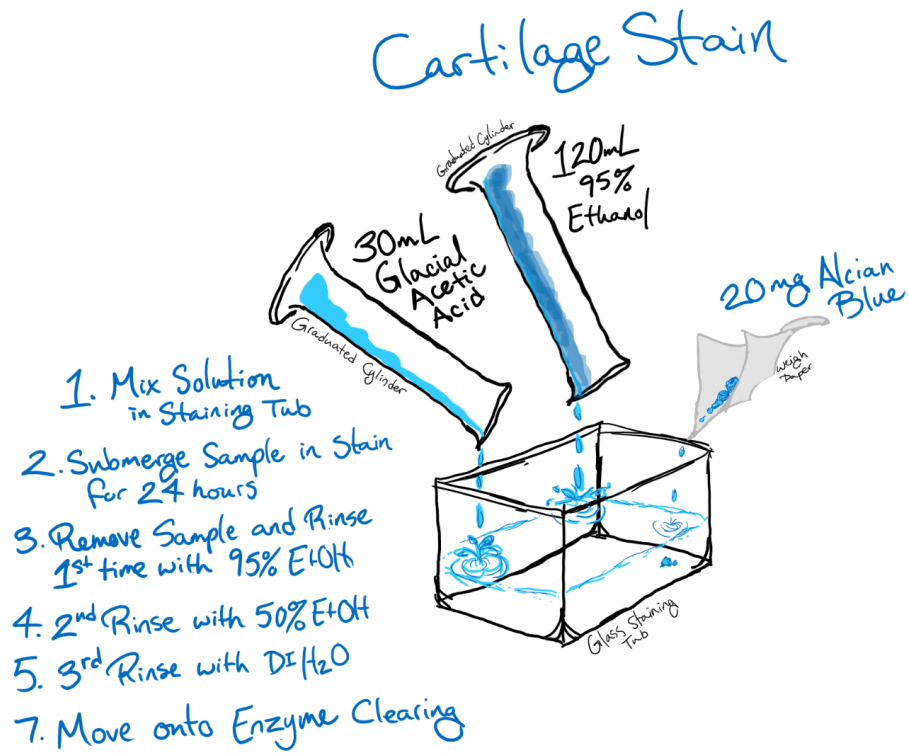 Cartilage Stain
Graduated Cylinder
120mL
95%
Ethanol
30mL
Glacial
Acetic
Acid
Graduated Cylinder
20mg Alcian
Blue
Weigh
Paper
1. Mix Solution
in Staining Tub
2. Submerge Sample in Stain
for 24 hours
3. Remove Sample and Rinse
1st time with 95% EtOH
4. 2nd Rinse with 50% EtOH
5. 3rd Rinse with DI H2O
7. Move onto Enzyme Clearing
Glass Staining
Tub